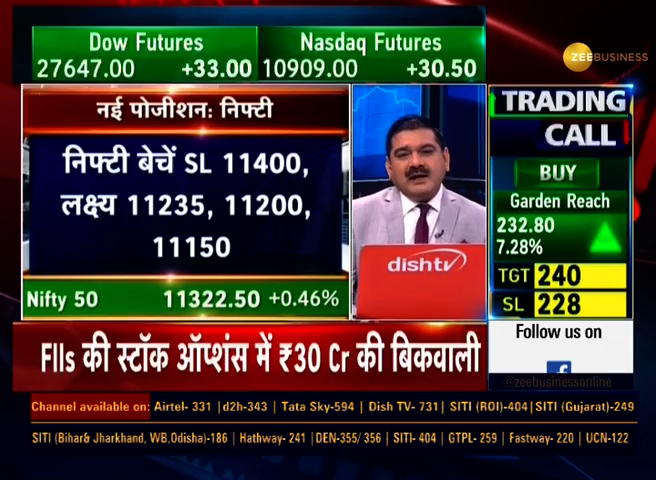 Dow Futures
27647.00 +33.00
Nasdaq Futures
10909.00 +30.50
ZEEBUSINESS
नई पोजीशन: निफ्टी
निफ्टी बेचें SL 11400,
लक्ष्य 11235, 11200,
11150
Nifty 50 11322.50 +0.46%
dishtv
TRADING
CALL
BUY
Garden Reach
232.80
7.28%
TGT 240
SL 228
Follow us on
@zeebusinessonline
FIIs की स्टॉक ऑप्शंस में ₹30 Cr की बिकवाली
Channel available on: Airtel- 331 |d2h-343 | Tata Sky-594 | Dish TV- 731| SITI (ROI)-404| SITI (Gujarat)-249
SITI (Bihar& Jharkhand, WB,Odisha)-186 | Hathway- 241 |DEN-355/ 356 | SITI- 404 | GTPL- 259 | Fastway- 220 | UCN-122